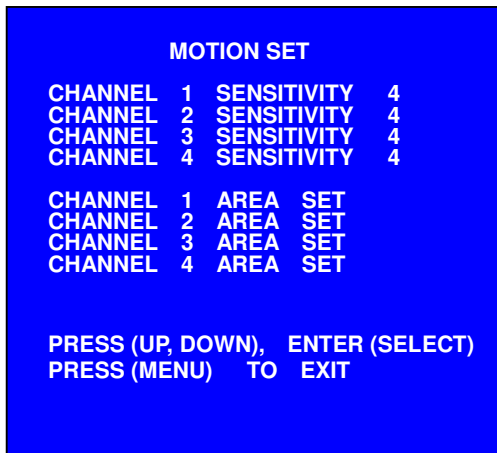 MOTION SET
CHANNEL 1 SENSITIVITY 4
CHANNEL 2 SENSITIVITY 4
CHANNEL 3 SENSITIVITY 4
CHANNEL 4 SENSITIVITY 4
CHANNEL 1 AREA SET
CHANNEL 2 AREA SET
CHANNEL 3 AREA SET
CHANNEL 4 AREA SET
PRESS (UP, DOWN), ENTER (SELECT)
PRESS (MENU) TO EXIT